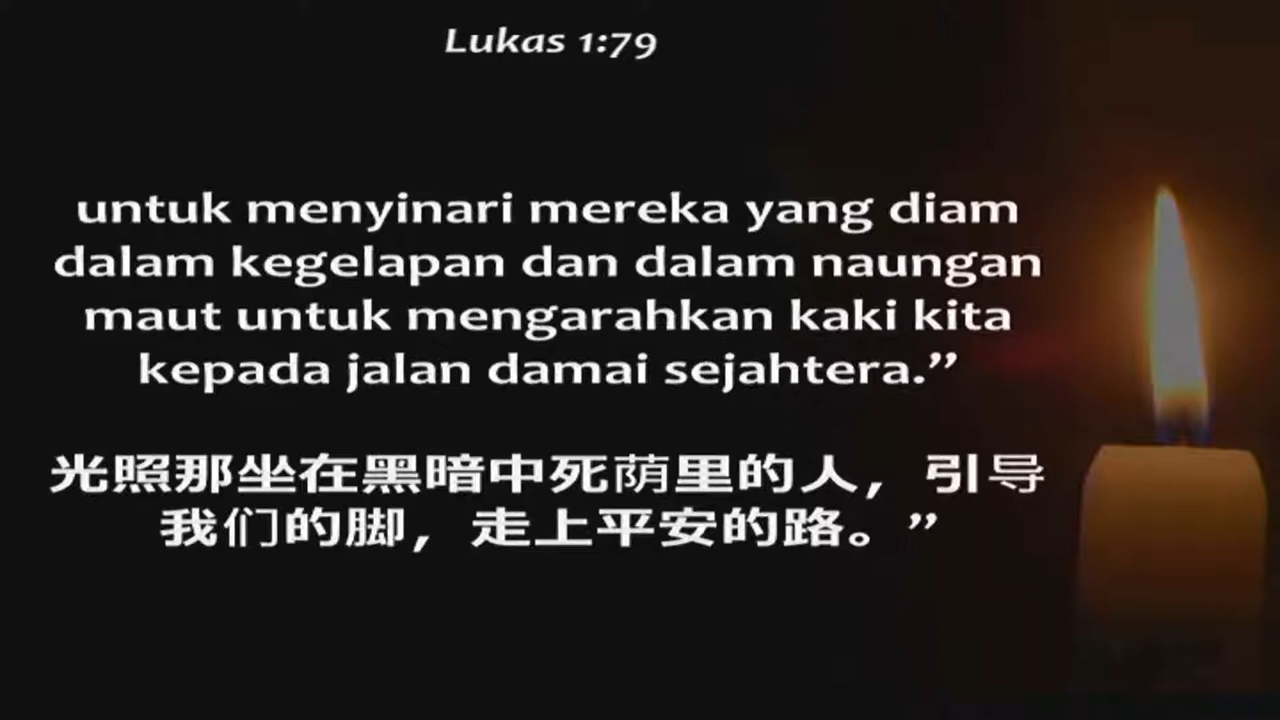 Lukas 1:79
untuk menyinari mereka yang diam
dalam kegelapan dan dalam naungan
maut untuk mengarahkan kaki kita
kepada jalan damai sejahtera.”
光照那坐在黑暗中死荫里的人，引导
我们的脚，走上平安的路。”